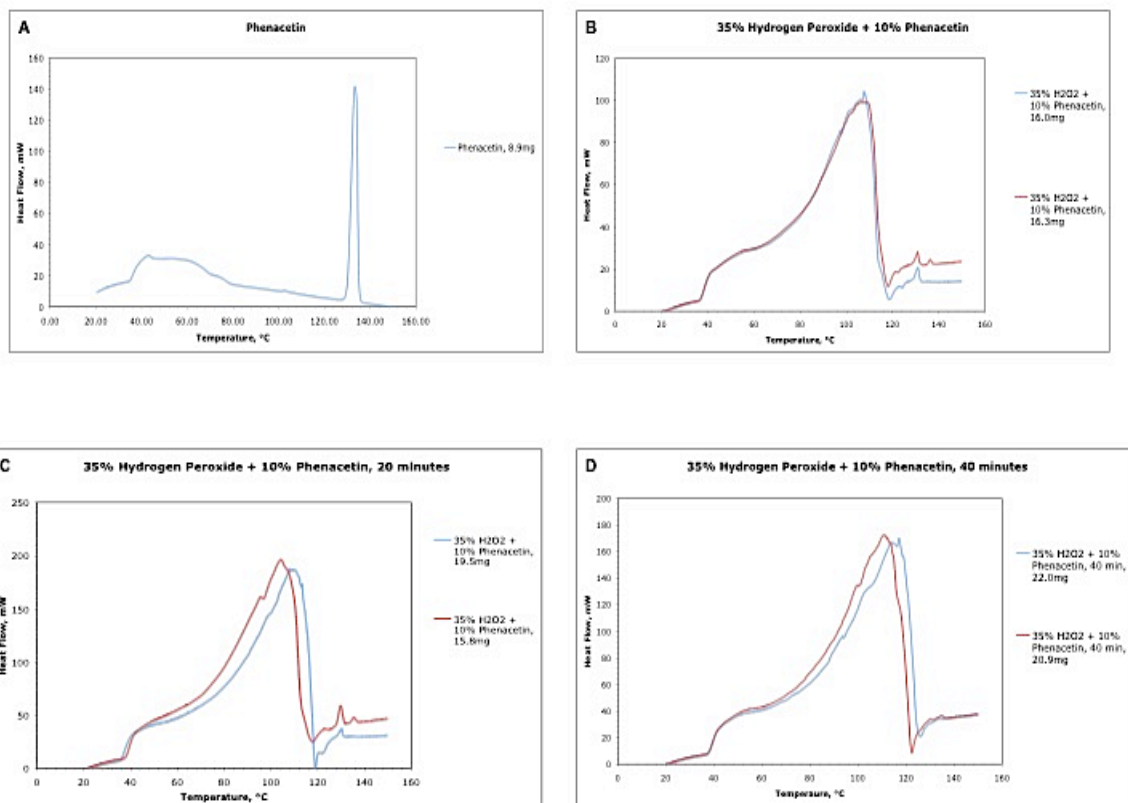 A
Phenacetin
160
140
120
100
80
60
40
20
0
Heat Flow, mW
0.00 20.00 40.00 60.00 80.00 100.00 120.00 140.00 160.00
Temperature, °C
Phenacetin, 8.9mg
B
35% Hydrogen Peroxide + 10% Phenacetin
120
100
80
60
40
20
0
Heat Flow, mW
0 20 40 60 80 100 120 140 160
Temperature, °C
35% H2O2 +
10% Phenacetin,
16.0mg
35% H2O2 +
10% Phenacetin,
16.3mg
C
35% Hydrogen Peroxide + 10% Phenacetin, 20 minutes
250
200
150
100
50
0
Heat Flow, mW
0 20 40 60 80 100 120 140 160
Temperature, °C
35% H2O2 +
10% Phenacetin,
19.5mg
35% H2O2 +
10% Phenacetin,
15.8mg
D
35% Hydrogen Peroxide + 10% Phenacetin, 40 minutes
200
180
160
140
120
100
80
60
40
20
0
Heat Flow, mW
0 20 40 60 80 100 120 140 160
Temperature, °C
35% H2O2 + 10%
Phenacetin, 40 min,
22.0mg
35% H2O2 + 10%
Phenacetin, 40 min,
20.9mg